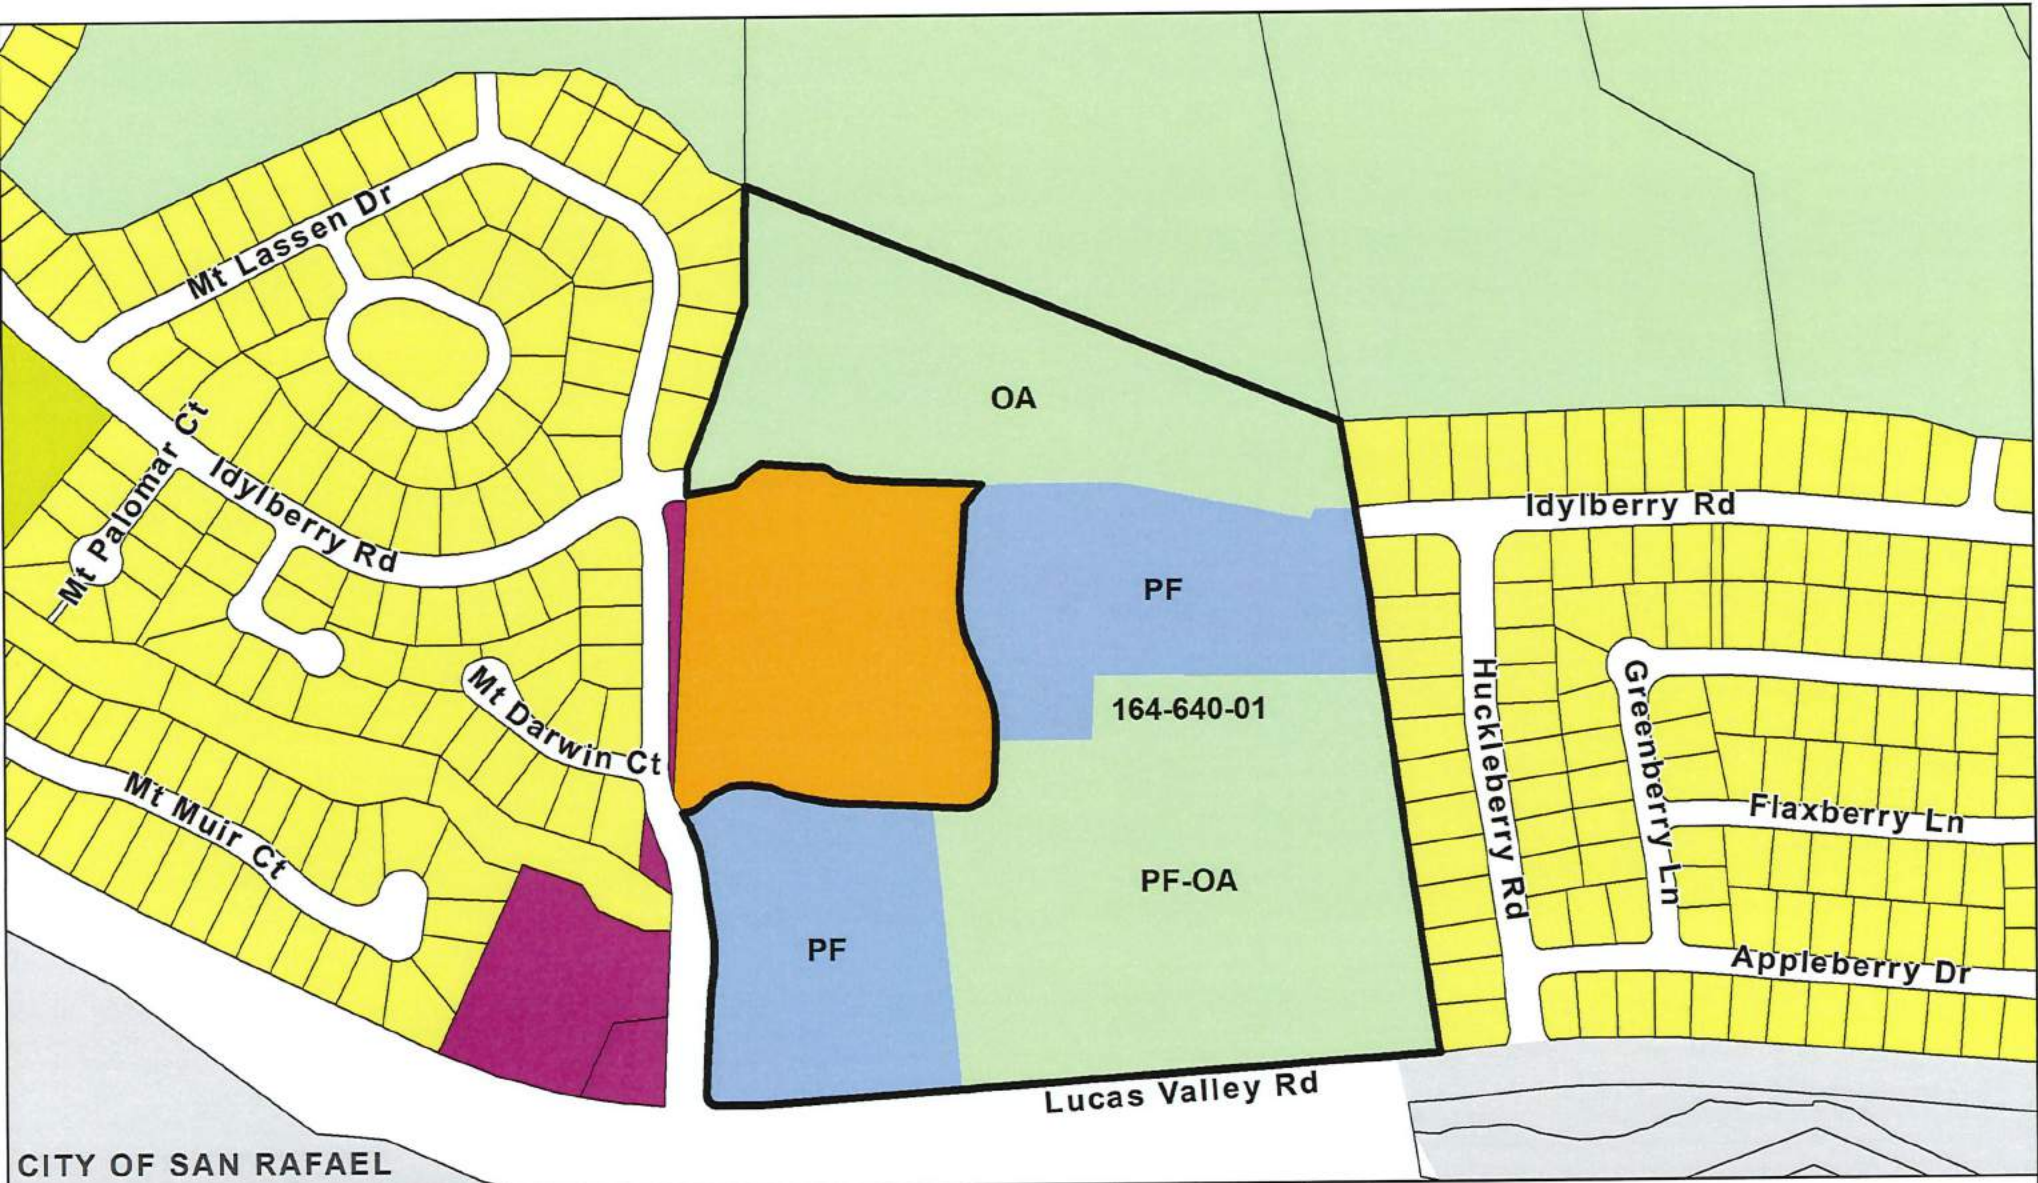 Mt Lassen Dr
OA
Mt Palomar Ct
Idylberry Rd
Idylberry Rd
PF
164-640-01
Mt Darwin Ct
Huckleberry Rd
Greenberry Ln
Flaxberry Ln
Mt Muir Ct
PF-OA
PF
Appleberry Dr
Lucas Valley Rd
CITY OF SAN RAFAEL